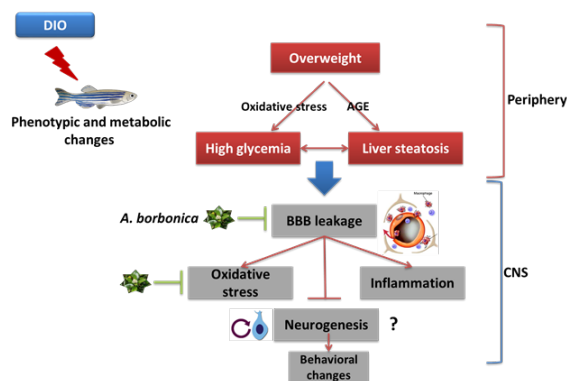 DIO
Overweight
Oxidative stress
AGE
Periphery
Phenotypic and metabolic
changes
High glycemia
Liver steatosis
A. borbonica
BBB leakage
CNS
Oxidative
stress
Inflammation
Neurogenesis
?
Behavioral
changes